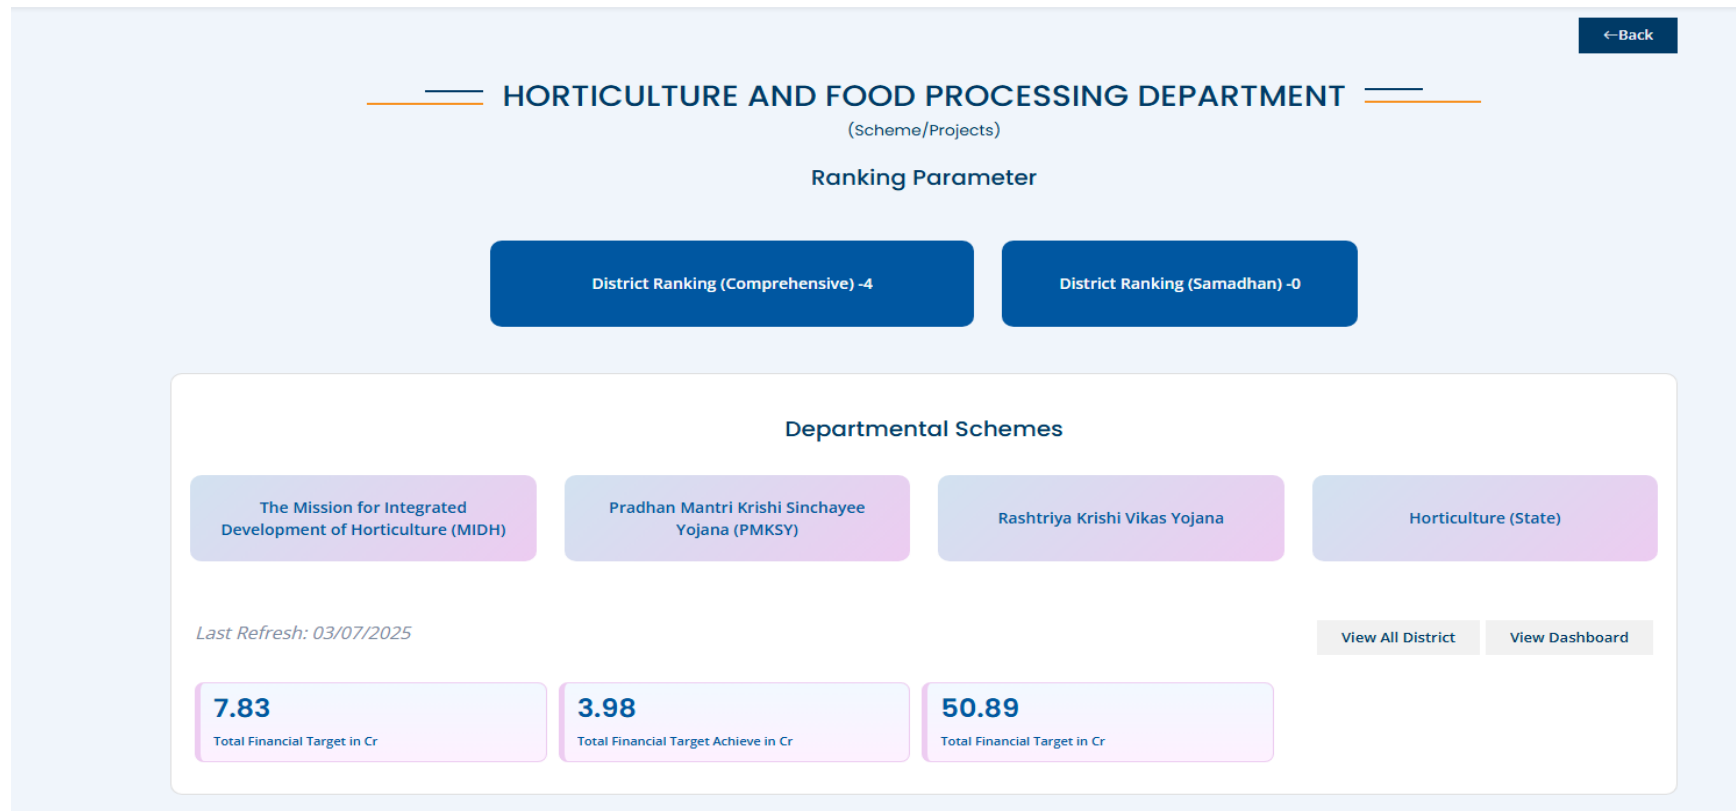 ←Back
HORTICULTURE AND FOOD PROCESSING DEPARTMENT
(Scheme/Projects)
Ranking Parameter
District Ranking (Comprehensive) -4
District Ranking (Samadhan) -0
Departmental Schemes
The Mission for Integrated
Development of Horticulture (MIDH)
Pradhan Mantri Krishi Sinchayee
Yojana (PMKSY)
Rashtriya Krishi Vikas Yojana
Horticulture (State)
Last Refresh: 03/07/2025
View All District
View Dashboard
7.83
Total Financial Target in Cr
3.98
Total Financial Target Achieve in Cr
50.89
Total Financial Target in Cr